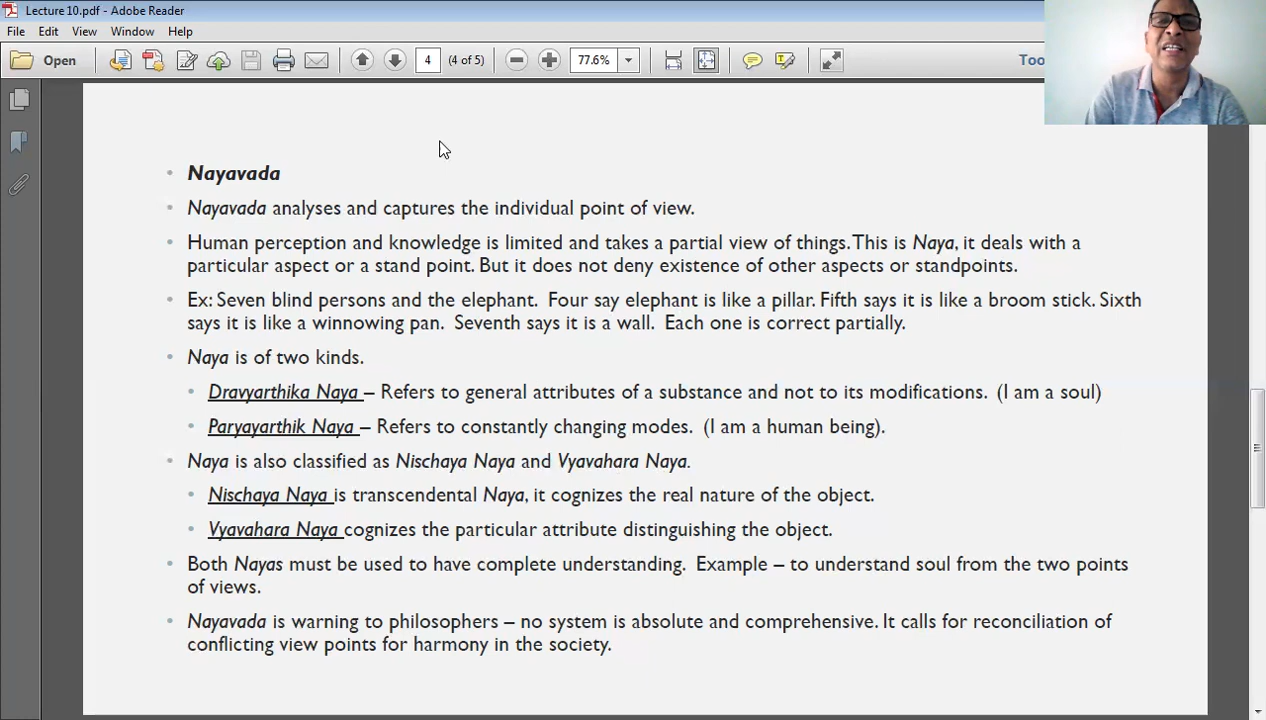 Lecture 10.pdf - Adobe Reader
File Edit View Window Help
Open 4 (4 of 5) 77.6%
• Nayavada
• Nayavada analyses and captures the individual point of view.
• Human perception and knowledge is limited and takes a partial view of things. This is Naya, it deals with a
particular aspect or a stand point. But it does not deny existence of other aspects or standpoints.
• Ex: Seven blind persons and the elephant. Four say elephant is like a pillar. Fifth says it is like a broom stick. Sixth
says it is like a winnowing pan. Seventh says it is a wall. Each one is correct partially.
• Naya is of two kinds.
• Dravyarthika Naya – Refers to general attributes of a substance and not to its modifications. (I am a soul)
• Paryayarthik Naya – Refers to constantly changing modes. (I am a human being).
• Naya is also classified as Nischaya Naya and Vyavahara Naya.
• Nischaya Naya is transcendental Naya, it cognizes the real nature of the object.
• Vyavahara Naya cognizes the particular attribute distinguishing the object.
• Both Nayas must be used to have complete understanding. Example – to understand soul from the two points
of views.
• Nayavada is warning to philosophers – no system is absolute and comprehensive. It calls for reconciliation of
conflicting view points for harmony in the society.